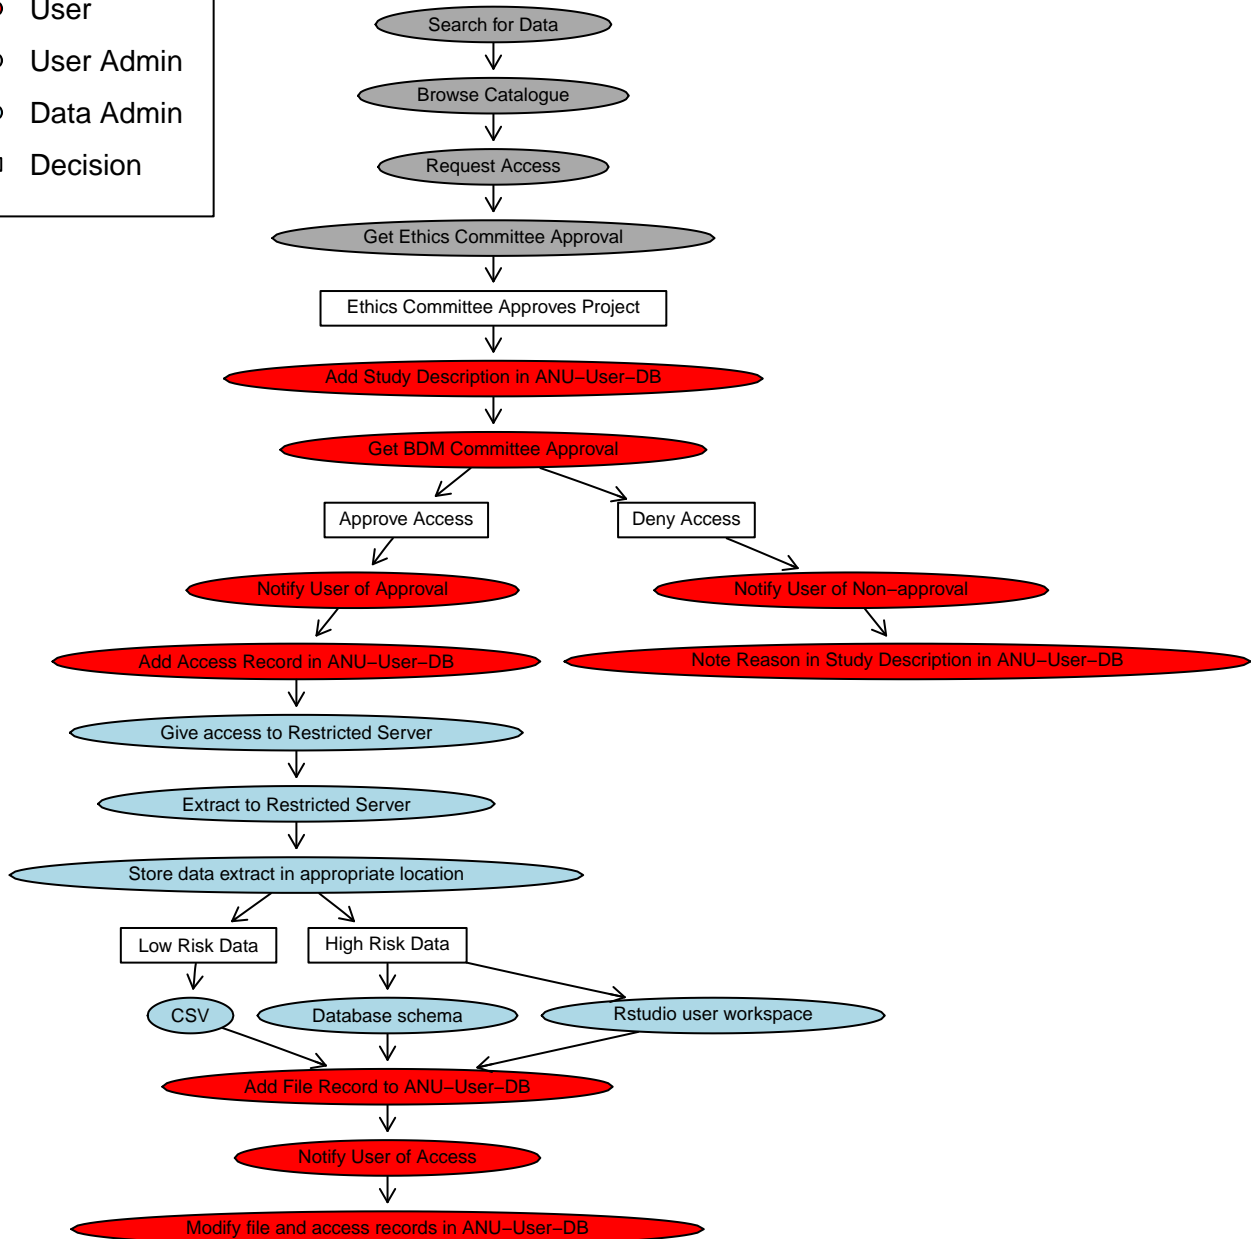 User
User Admin
Data Admin
Decision
Search for Data
Browse Catalogue
Request Access
Get Ethics Committee Approval
Ethics Committee Approves Project
Add Study Description in ANU−User−DB
Get BDM Committee Approval
Approve Access
Deny Access
Notify User of Approval
Notify User of Non−approval
Add Access Record in ANU−User−DB
Note Reason in Study Description in ANU−User−DB
Give access to Restricted Server
Extract to Restricted Server
Store data extract in appropriate location
Low Risk Data
High Risk Data
CSV
Database schema
Rstudio user workspace
Add File Record to ANU−User−DB
Notify User of Access
Modify file and access records in ANU−User−DB